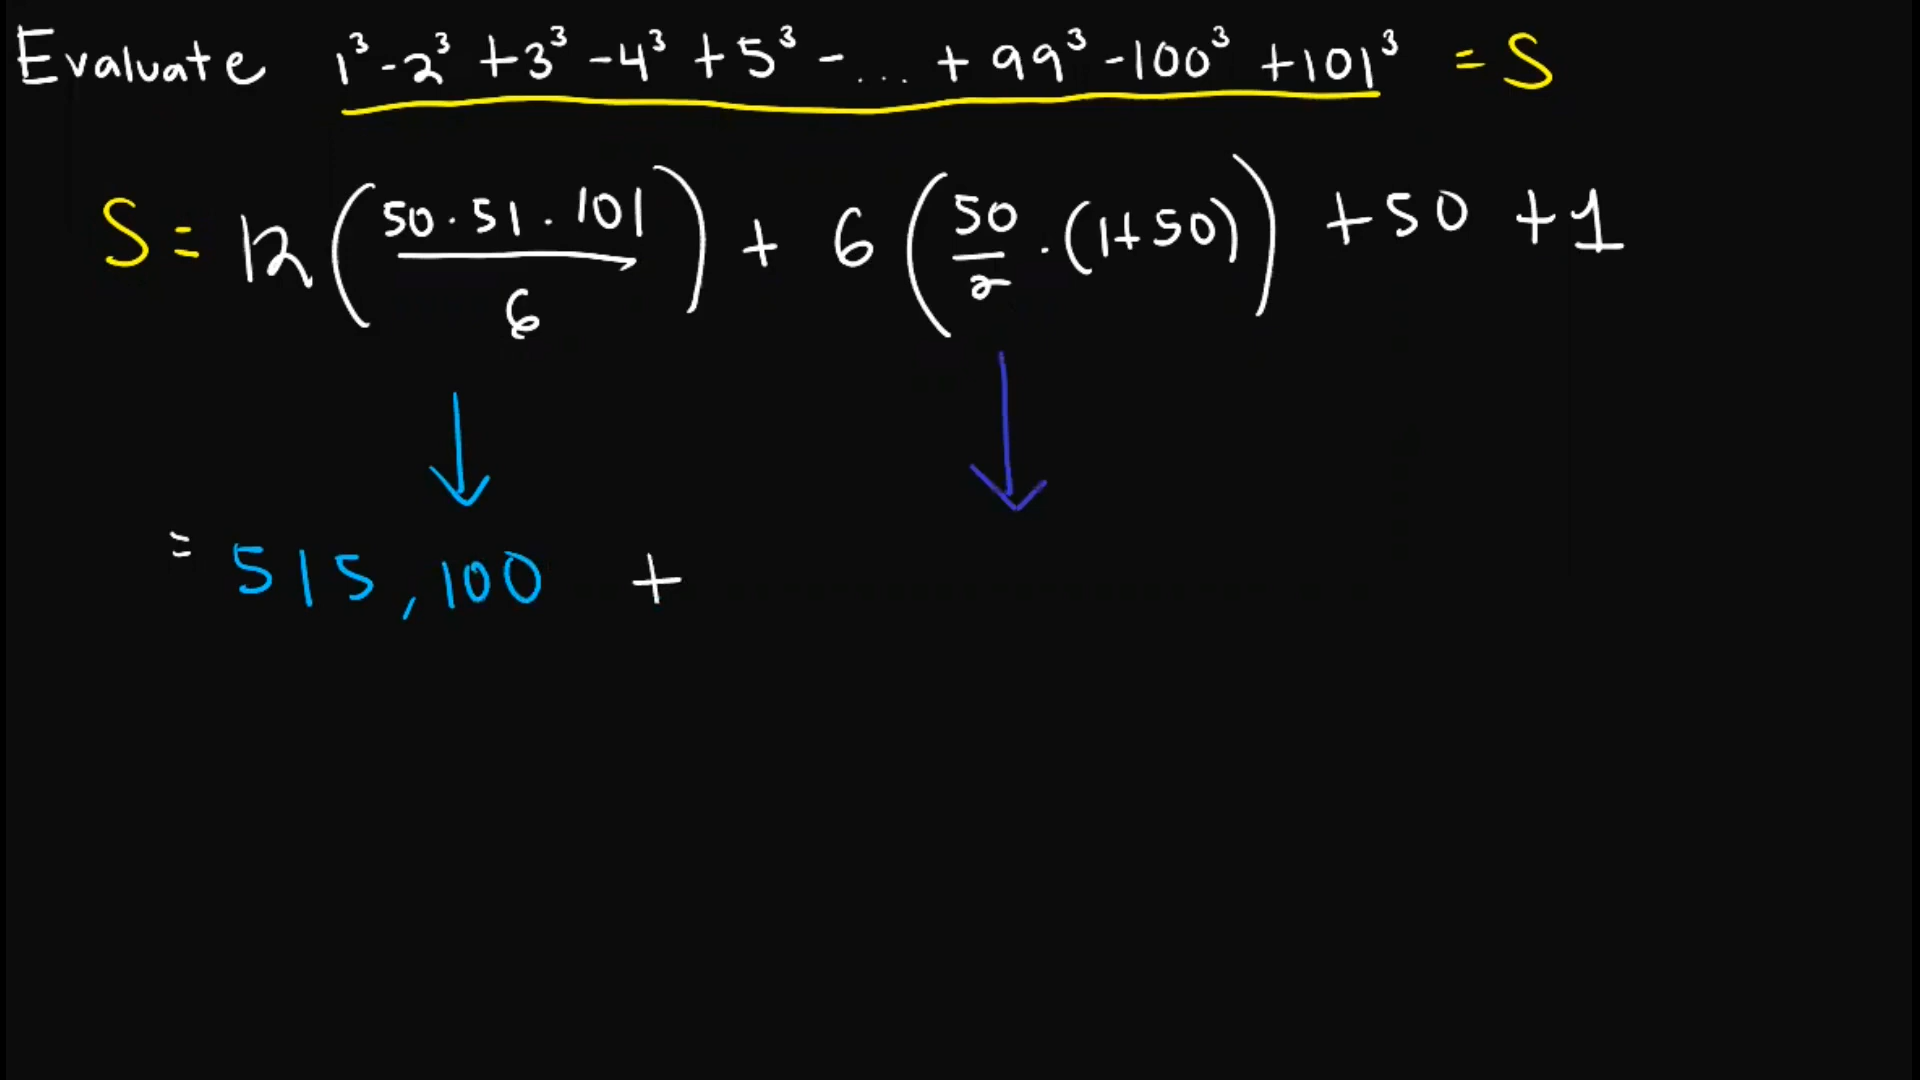 Evaluate 1³ - 2³ + 3³ - 4³ + 5³ - ... + 99³ - 100³ + 101³ = S
S = 12 (50 · 51 · 101 / 6) + 6 (50/2 · (1+50)) + 50 + 1
= 515,100 +